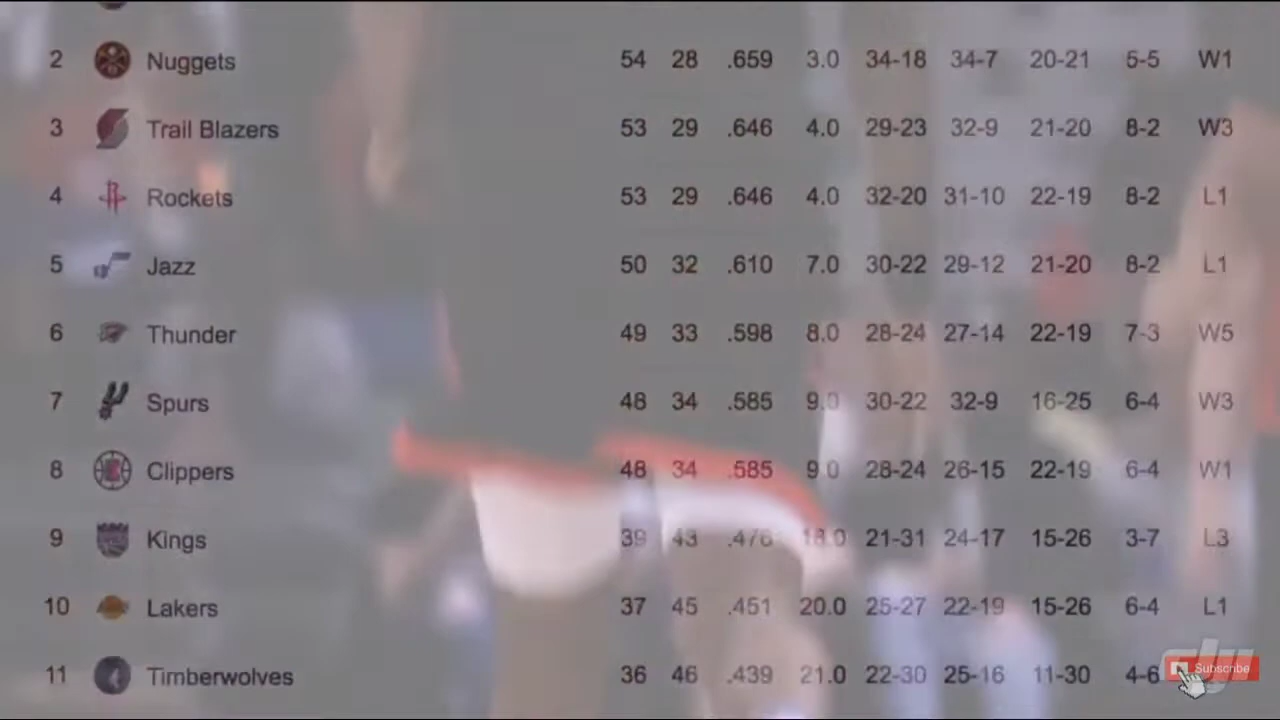 2 Nuggets 54 28 .659 3.0 34-18 34-7 20-21 5-5 W1
3 Trail Blazers 53 29 .646 4.0 29-23 32-9 21-20 8-2 W3
4 Rockets 53 29 .646 4.0 32-20 31-10 22-19 8-2 L1
5 Jazz 50 32 .610 7.0 30-22 29-12 21-20 8-2 L1
6 Thunder 49 33 .598 8.0 28-24 27-14 22-19 7-3 W5
7 Spurs 48 34 .585 9.0 30-22 32-9 16-25 6-4 W3
8 Clippers 48 34 .585 9.0 28-24 26-15 22-19 6-4 W1
9 Kings 39 43 .476 18.0 21-31 24-17 15-26 3-7 L3
10 Lakers 37 45 .451 20.0 25-27 22-19 15-26 6-4 L1
11 Timberwolves 36 46 .439 21.0 22-30 25-16 11-30 4-6
dji
Subscribe